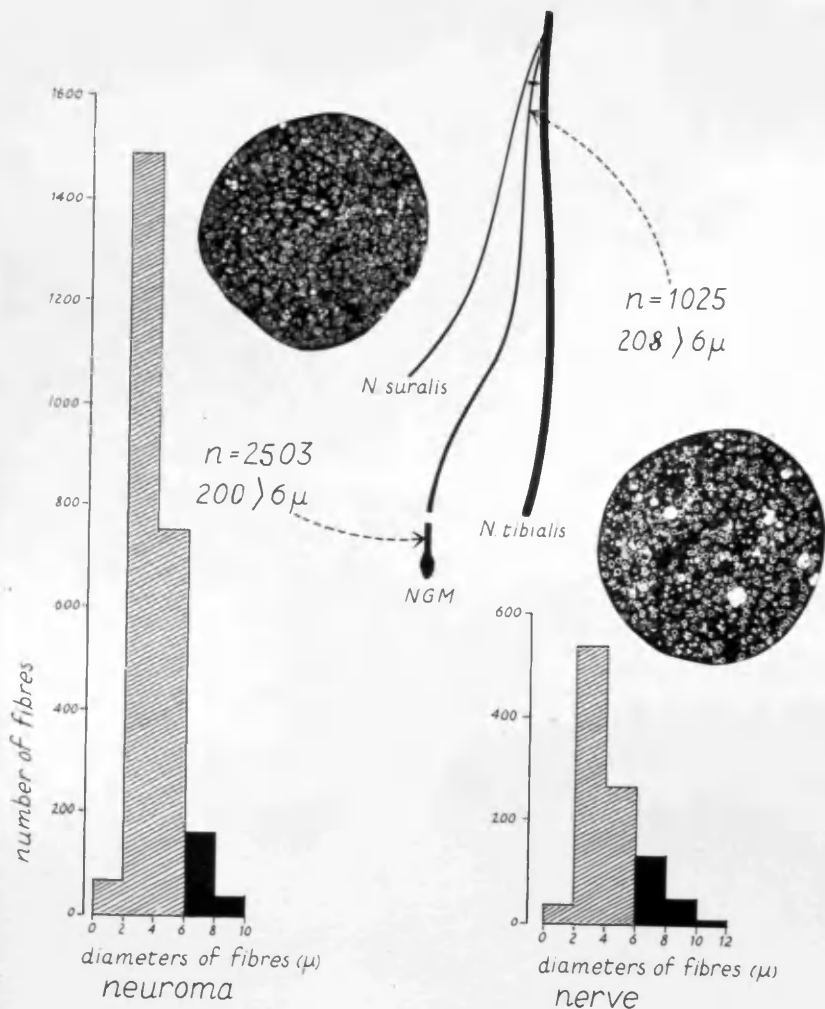 1600
1400
1200
1000
800
600
400
200
0
number of fibres
0 2 4 6 8 10
diameters of fibres (μ)
neuroma
n=2503
200 > 6μ
N. suralis
NGM
N. tibialis
n=1025
208 > 6μ
600
400
200
0
0 2 4 6 8 10 12
diameters of fibres (μ)
nerve